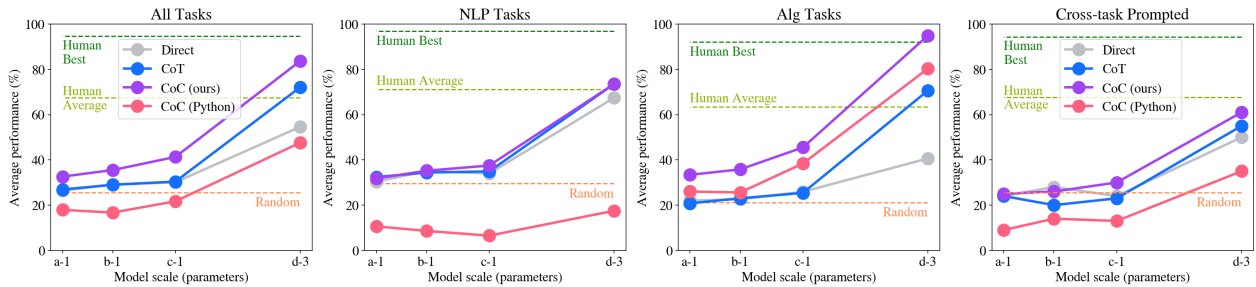 All Tasks
Average performance (%)
100
80
60
40
20
0
Human
Best
Human
Average
Random
Direct
CoT
CoC (ours)
CoC (Python)
a-1 b-1 c-1 d-3
Model scale (parameters)
NLP Tasks
Average performance (%)
100
80
60
40
20
0
Human Best
Human Average
Random
a-1 b-1 c-1 d-3
Model scale (parameters)
Alg Tasks
Average performance (%)
100
80
60
40
20
0
Human Best
Human Average
Random
a-1 b-1 c-1 d-3
Model scale (parameters)
Cross-task Prompted
Average performance (%)
100
80
60
40
20
0
Human
Best
Human
Average
Random
Direct
CoT
CoC (ours)
CoC (Python)
a-1 b-1 c-1 d-3
Model scale (parameters)